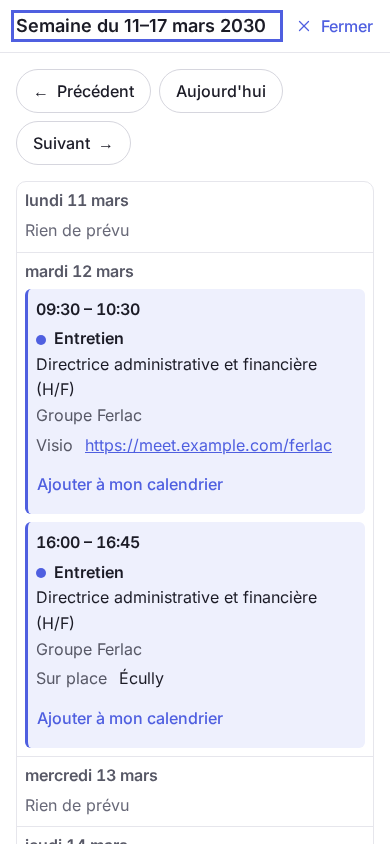 Semaine du 11–17 mars 2030
Fermer
← Précédent
Aujourd'hui
Suivant →
lundi 11 mars
Rien de prévu
mardi 12 mars
09:30 – 10:30
Entretien
Directrice administrative et financière
(H/F)
Groupe Ferlac
Visio https://meet.example.com/ferlac
Ajouter à mon calendrier
16:00 – 16:45
Entretien
Directrice administrative et financière
(H/F)
Groupe Ferlac
Sur place Écully
Ajouter à mon calendrier
mercredi 13 mars
Rien de prévu
jeudi 14 mars